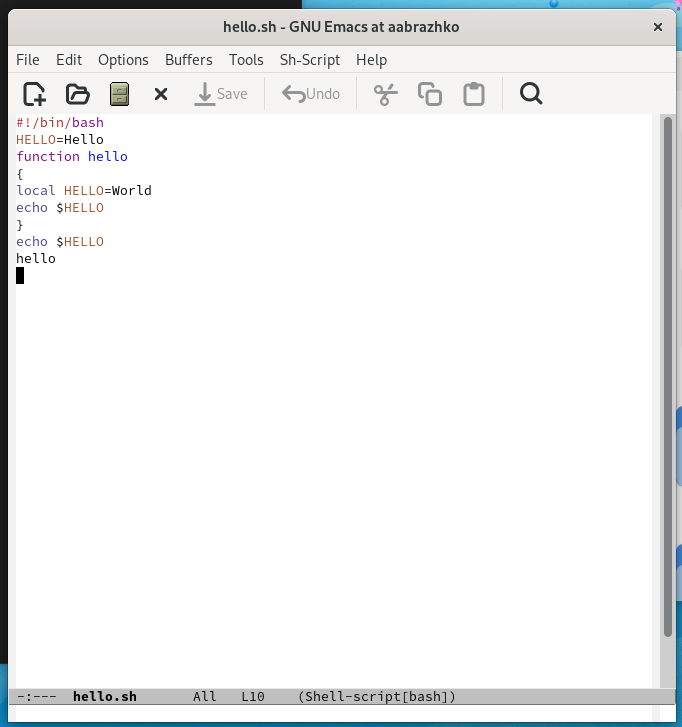 hello.sh - GNU Emacs at aabrazhko
File Edit Options Buffers Tools Sh-Script Help
Save Undo
#!/bin/bash
HELLO=Hello
function hello
{
local HELLO=World
echo $HELLO
}
echo $HELLO
hello
-:--- hello.sh All L10 (Shell-script[bash])